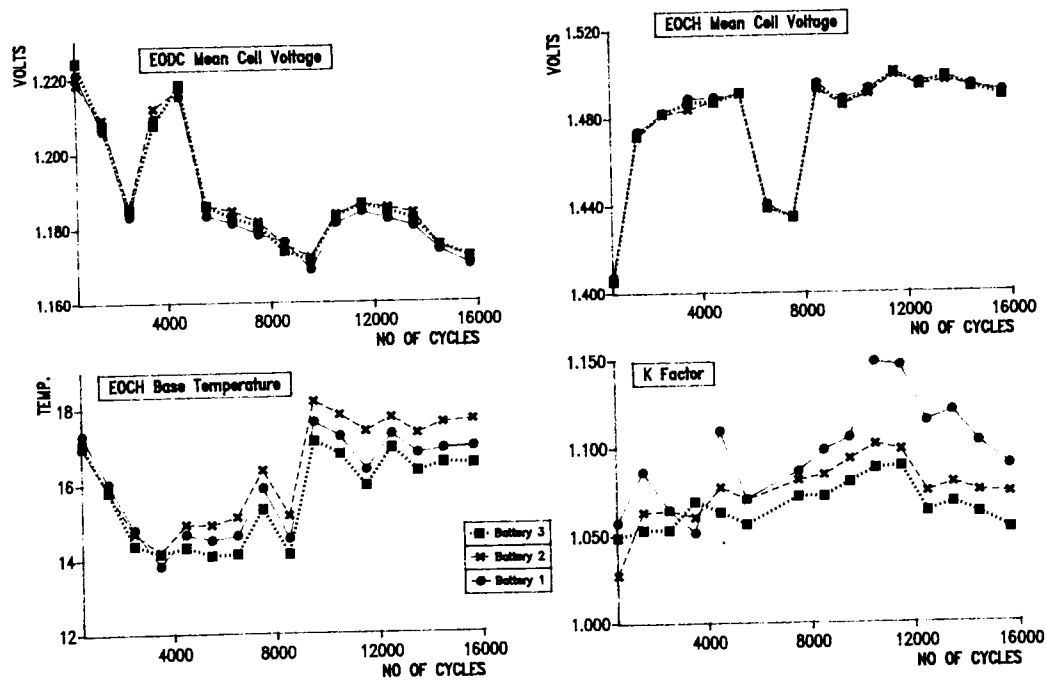 EODC Mean Cell Voltage
VOLTS
1.220
1.200
1.180
1.160
4000
8000
12000
16000
NO OF CYCLES
EOCH Mean Cell Voltage
VOLTS
1.520
1.480
1.440
1.400
4000
8000
12000
16000
NO OF CYCLES
EOCH Base Temperature
TEMP.
18
16
14
12
4000
8000
12000
16000
NO OF CYCLES
Battery 3
Battery 2
Battery 1
K Factor
1.150
1.100
1.050
1.000
4000
8000
12000
16000
NO OF CYCLES